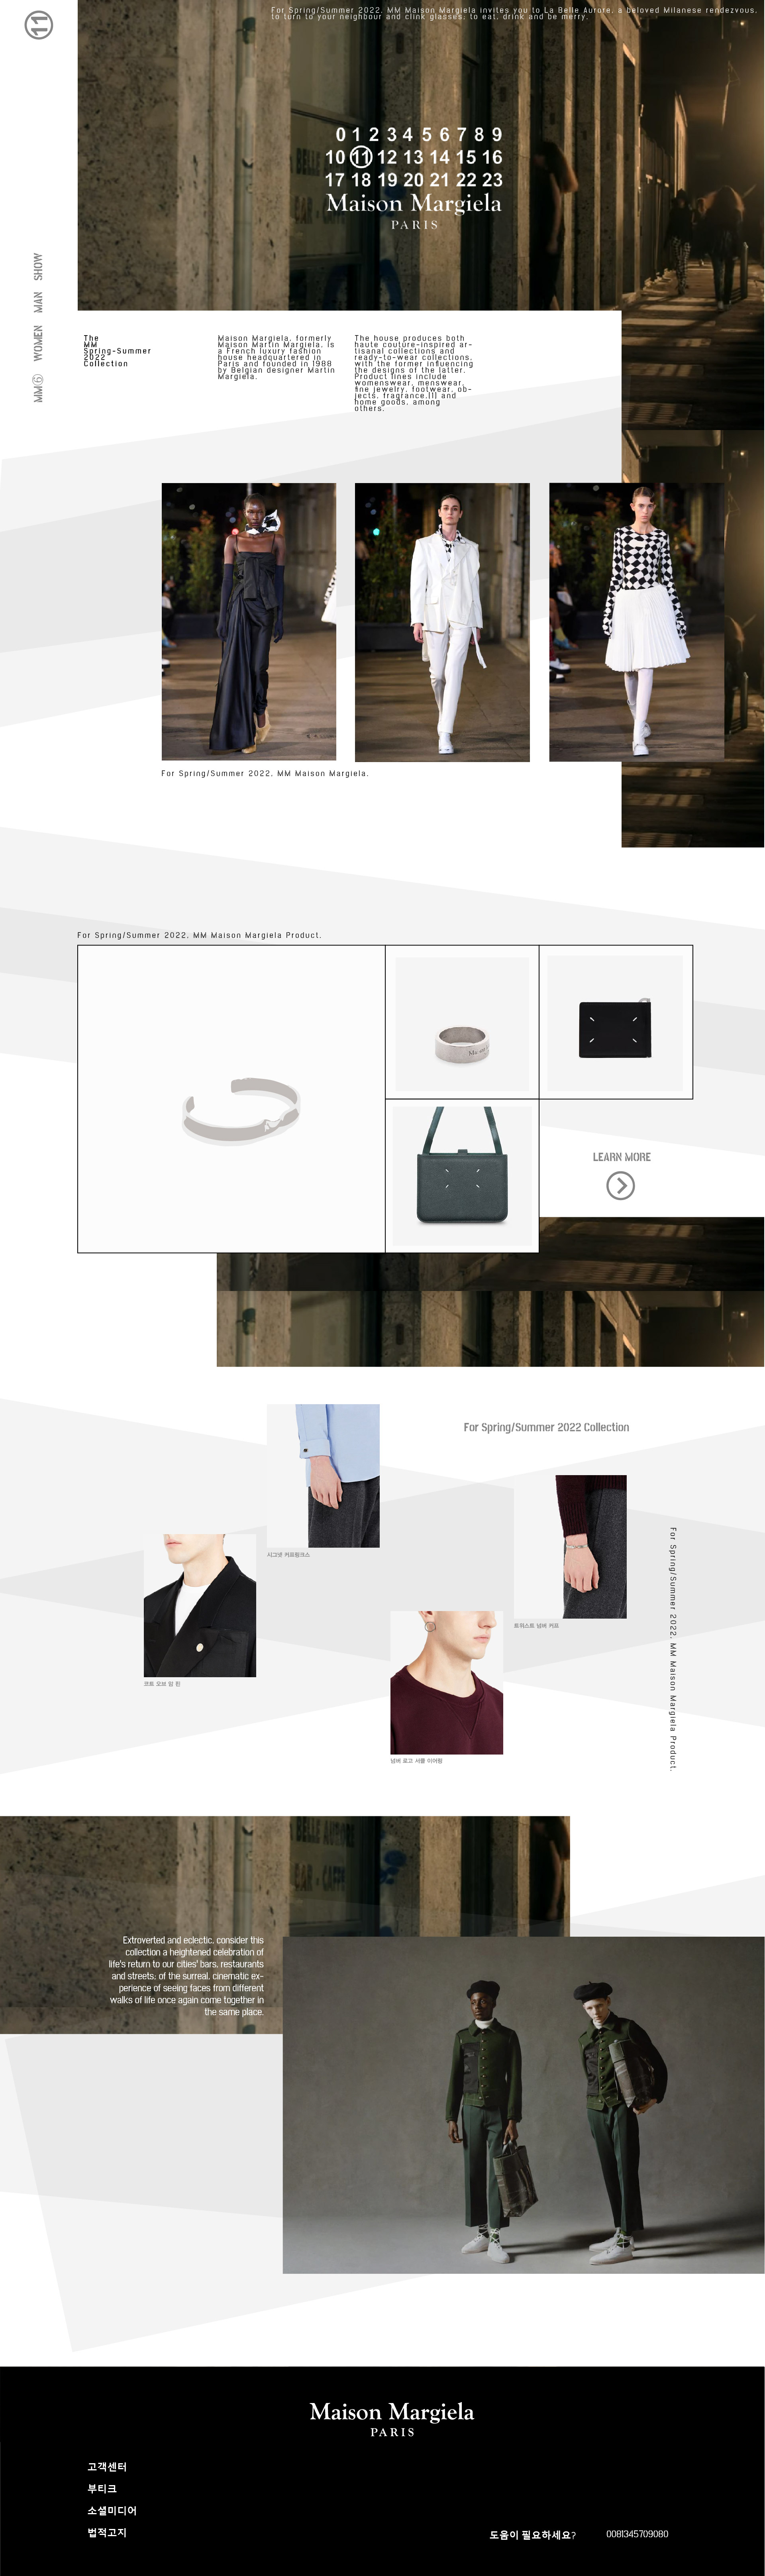 11
For Spring/Summer 2022, MM Maison Margiela invites you to La Belle Aurore, a beloved Milanese rendezvous,
to turn to your neighbour and clink glasses; to eat, drink and be merry.
0 1 2 3 4 5 6 7 8 9
10 11 12 13 14 15 16
17 18 19 20 21 22 23
Maison Margiela
PARIS
SHOW
MAN
WOMEN
MM⑥
The
MM
Spring-Summer
2022
Collection
Maison Margiela, formerly
Maison Martin Margiela, is
a French luxury fashion
house headquartered in
Paris and founded in 1988
by Belgian designer Martin
Margiela.
The house produces both
haute couture-inspired ar-
tisanal collections and
ready-to-wear collections,
with the former influencing
the designs of the latter.
Product lines include
womenswear, menswear,
fine jewelry, footwear, ob-
jects, fragrance,[1] and
home goods, among
others.
For Spring/Summer 2022, MM Maison Margiela.
For Spring/Summer 2022, MM Maison Margiela Product.
LEARN MORE
For Spring/Summer 2022 Collection
시그넷 커프링크스
트위스트 넘버 커프
코트 오브 암 핀
넘버 로고 서클 이어링
For Spring/Summer 2022, MM Maison Margiela Product.
Extroverted and eclectic, consider this
collection a heightened celebration of
life's return to our cities' bars, restaurants
and streets; of the surreal, cinematic ex-
perience of seeing faces from different
walks of life once again come together in
the same place.
Maison Margiela
PARIS
고객센터
부티크
소셜미디어
법적고지
도움이 필요하세요?
0081345709080